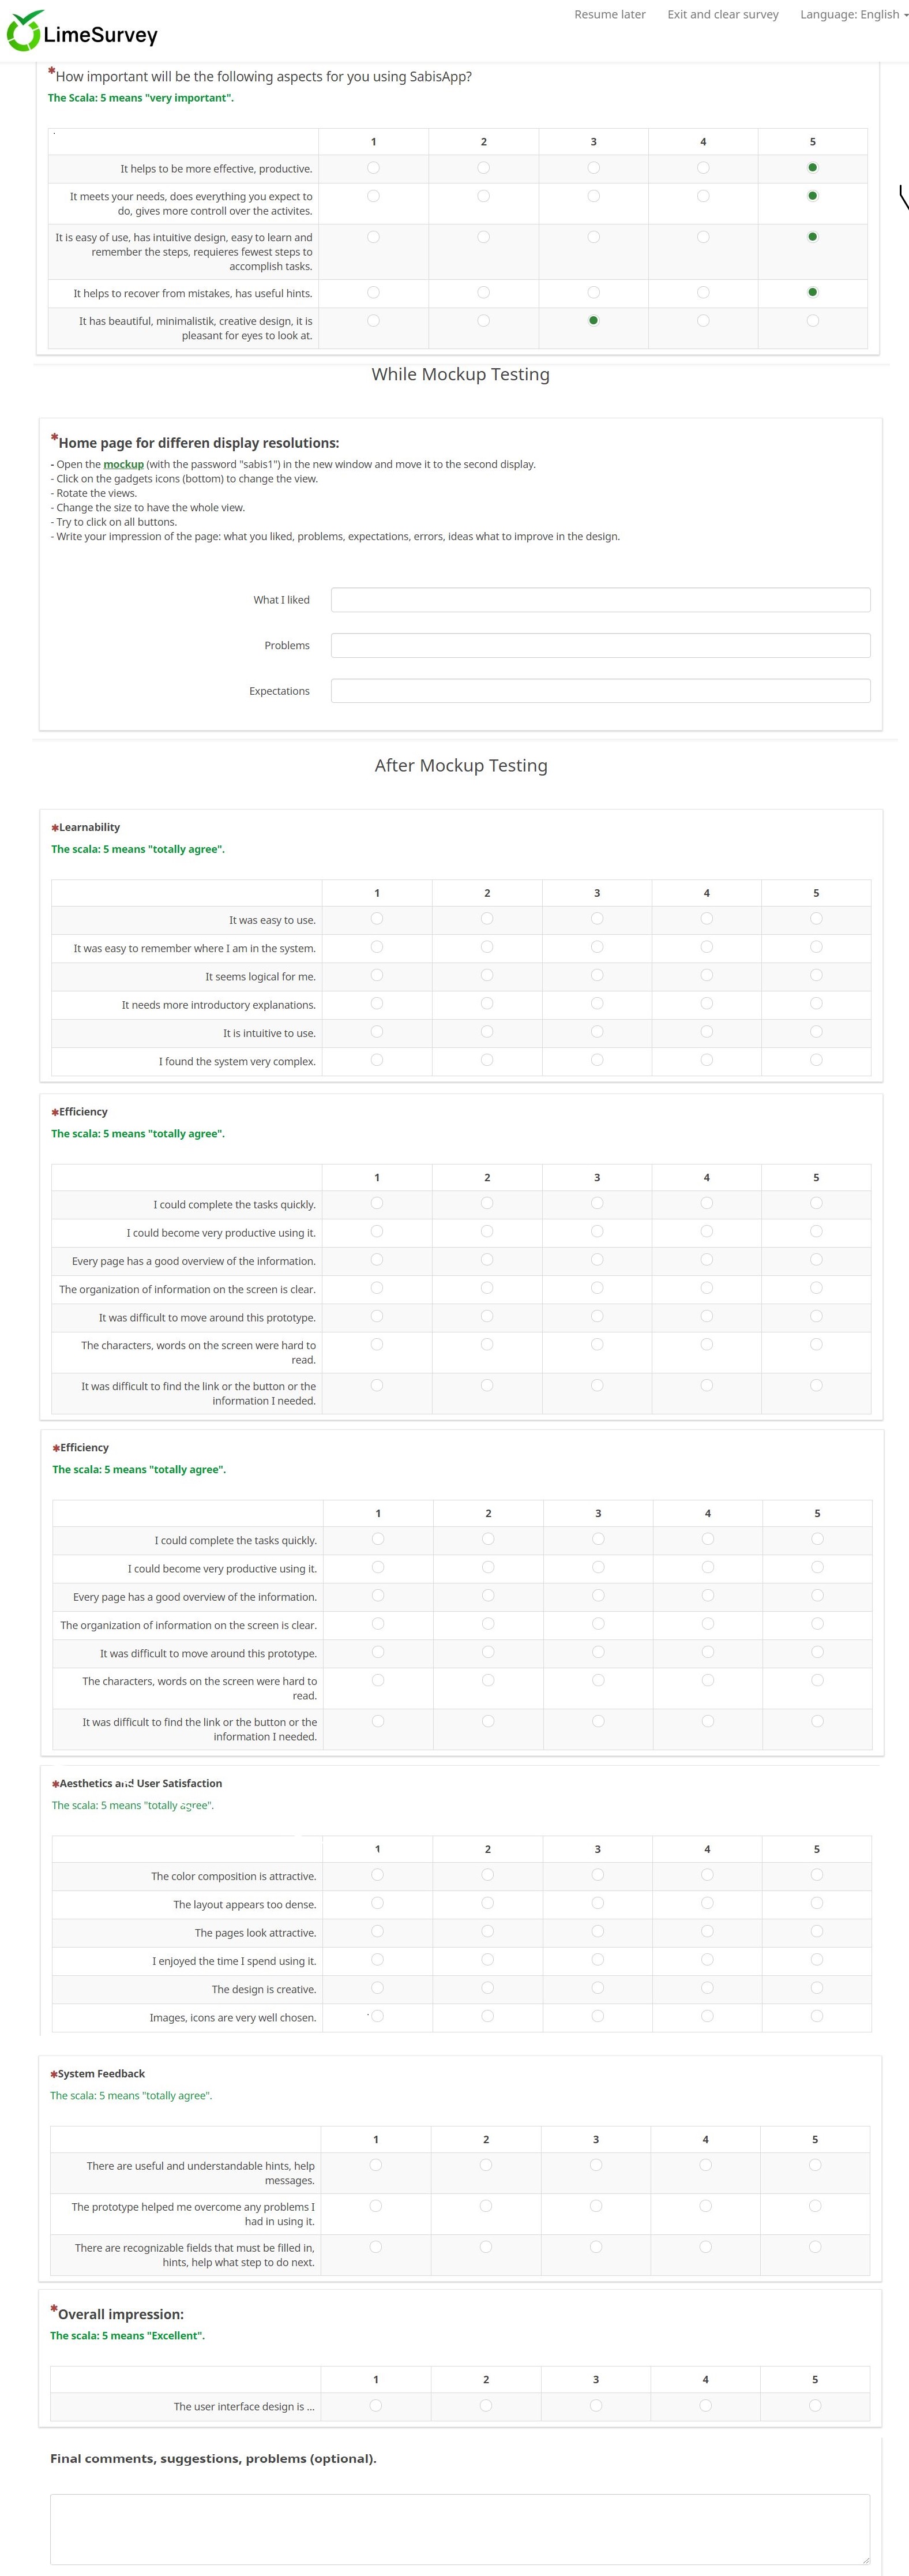 LimeSurvey
Resume later Exit and clear survey Language: English
*How important will be the following aspects for you using SabisApp?
The Scala: 5 means "very important".
1 2 3 4 5
It helps to be more effective, productive.
It meets your needs, does everything you expect to
do, gives more controll over the activites.
It is easy of use, has intuitive design, easy to learn and
remember the steps, requieres fewest steps to
accomplish tasks.
It helps to recover from mistakes, has useful hints.
It has beautiful, minimalistik, creative design, it is
pleasant for eyes to look at.
While Mockup Testing
*Home page for differen display resolutions:
- Open the mockup (with the password "sabis1") in the new window and move it to the second display.
- Click on the gadgets icons (bottom) to change the view.
- Rotate the views.
- Change the size to have the whole view.
- Try to click on all buttons.
- Write your impression of the page: what you liked, problems, expectations, errors, ideas what to improve in the design.
What I liked
Problems
Expectations
After Mockup Testing
*Learnability
The scala: 5 means "totally agree".
1 2 3 4 5
It was easy to use.
It was easy to remember where I am in the system.
It seems logical for me.
It needs more introductory explanations.
It is intuitive to use.
I found the system very complex.
*Efficiency
The scala: 5 means "totally agree".
1 2 3 4 5
I could complete the tasks quickly.
I could become very productive using it.
Every page has a good overview of the information.
The organization of information on the screen is clear.
It was difficult to move around this prototype.
The characters, words on the screen were hard to
read.
It was difficult to find the link or the button or the
information I needed.
*Efficiency
The scala: 5 means "totally agree".
1 2 3 4 5
I could complete the tasks quickly.
I could become very productive using it.
Every page has a good overview of the information.
The organization of information on the screen is clear.
It was difficult to move around this prototype.
The characters, words on the screen were hard to
read.
It was difficult to find the link or the button or the
information I needed.
*Aesthetics and User Satisfaction
The scala: 5 means "totally agree".
1 2 3 4 5
The color composition is attractive.
The layout appears too dense.
The pages look attractive.
I enjoyed the time I spend using it.
The design is creative.
Images, icons are very well chosen.
*System Feedback
The scala: 5 means "totally agree".
1 2 3 4 5
There are useful and understandable hints, help
messages.
The prototype helped me overcome any problems I
had in using it.
There are recognizable fields that must be filled in,
hints, help what step to do next.
*Overall impression:
The scala: 5 means "Excellent".
1 2 3 4 5
The user interface design is ...
Final comments, suggestions, problems (optional).